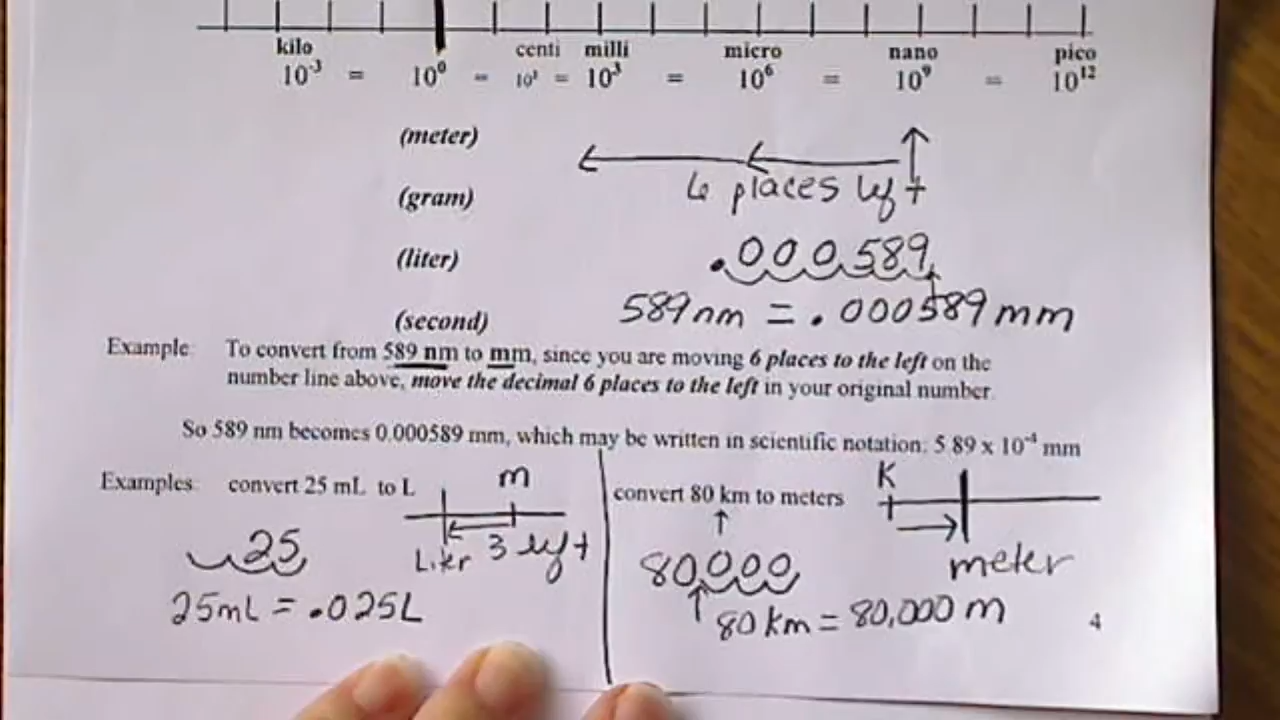 kilo centi milli micro nano pico
10⁻³ = 10⁰ = 10² = 10³ = 10⁶ = 10⁹ = 10¹²
(meter)
(gram)
6 places left
(liter)
.000589
(second)
589nm = .000589 mm
Example: To convert from 589 nm to mm, since you are moving 6 places to the left on the
number line above, move the decimal 6 places to the left in your original number.
So 589 nm becomes 0.000589 mm, which may be written in scientific notation: 5.89 x 10⁻⁴ mm
Examples: convert 25 mL to L
m
Liter 3 left
25
25mL = .025L
convert 80 km to meters
K
meter
80000
80 km = 80,000 m
4